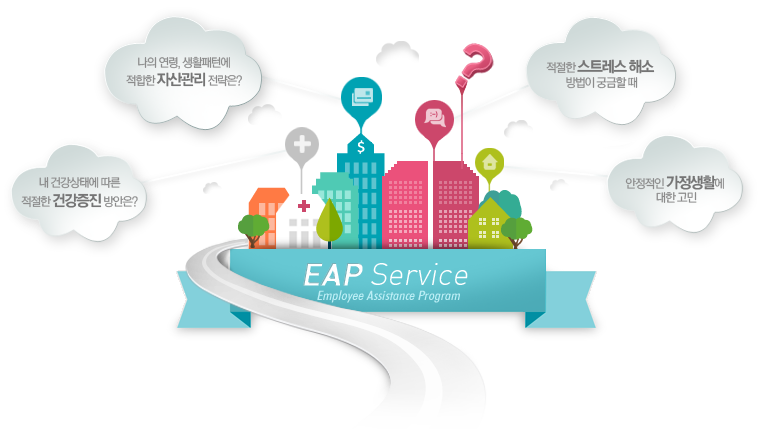 나의 연령, 생활패턴에
적합한 자산관리 전략은?
적절한 스트레스 해소
방법이 궁금할 때
내 건강상태에 따른
적절한 건강증진 방안은?
안정적인 가정생활에
대한 고민
$
?
EAP Service
Employee Assistance Program